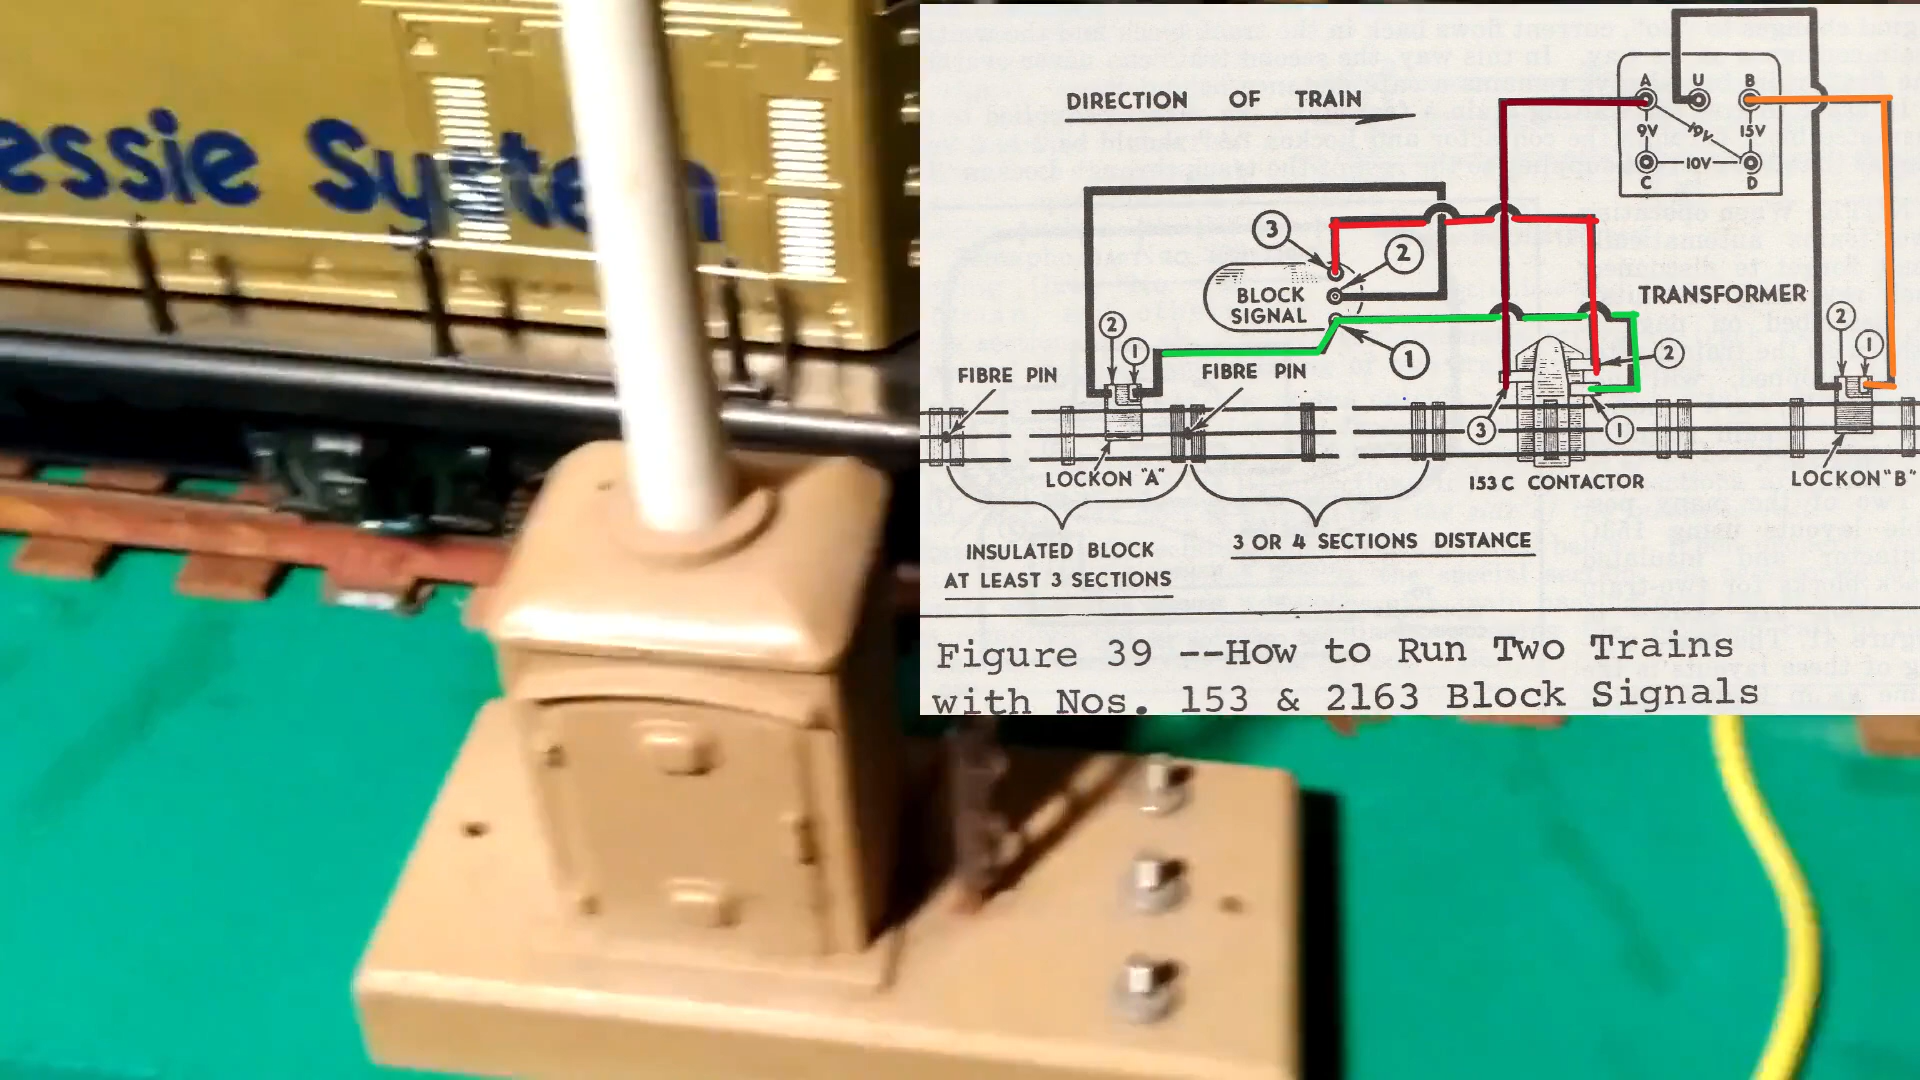 essie System
DIRECTION OF TRAIN
A U B
9V 19V 15V
10V
C D
3
2
BLOCK
SIGNAL
TRANSFORMER
2
1
1
2
2
1
FIBRE PIN
FIBRE PIN
3
1
LOCKON "A"
153C CONTACTOR
LOCKON "B"
INSULATED BLOCK
AT LEAST 3 SECTIONS
3 OR 4 SECTIONS DISTANCE
Figure 39 --How to Run Two Trains
with Nos. 153 & 2163 Block Signals